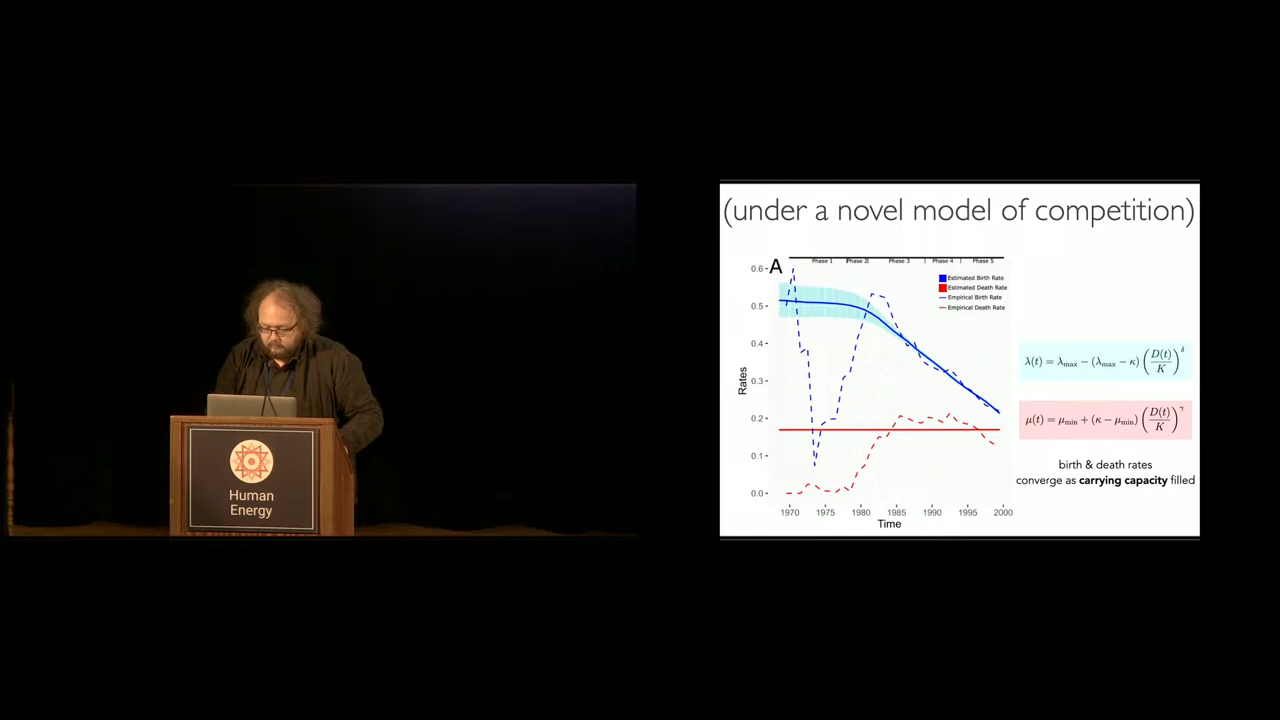 Human
Energy
(under a novel model of competition)
A
Phase 1 | Phase 2 | Phase 3 | Phase 4 | Phase 5
Estimated Birth Rate
Estimated Death Rate
Empirical Birth Rate
Empirical Death Rate
Rates
0.6
0.5
0.4
0.3
0.2
0.1
0.0
1970 1975 1980 1985 1990 1995 2000
Time
λ(t) = λmax − (λmax − κ) (D(t)/K)^δ
μ(t) = μmin + (κ − μmin) (D(t)/K)^γ
birth & death rates
converge as carrying capacity filled